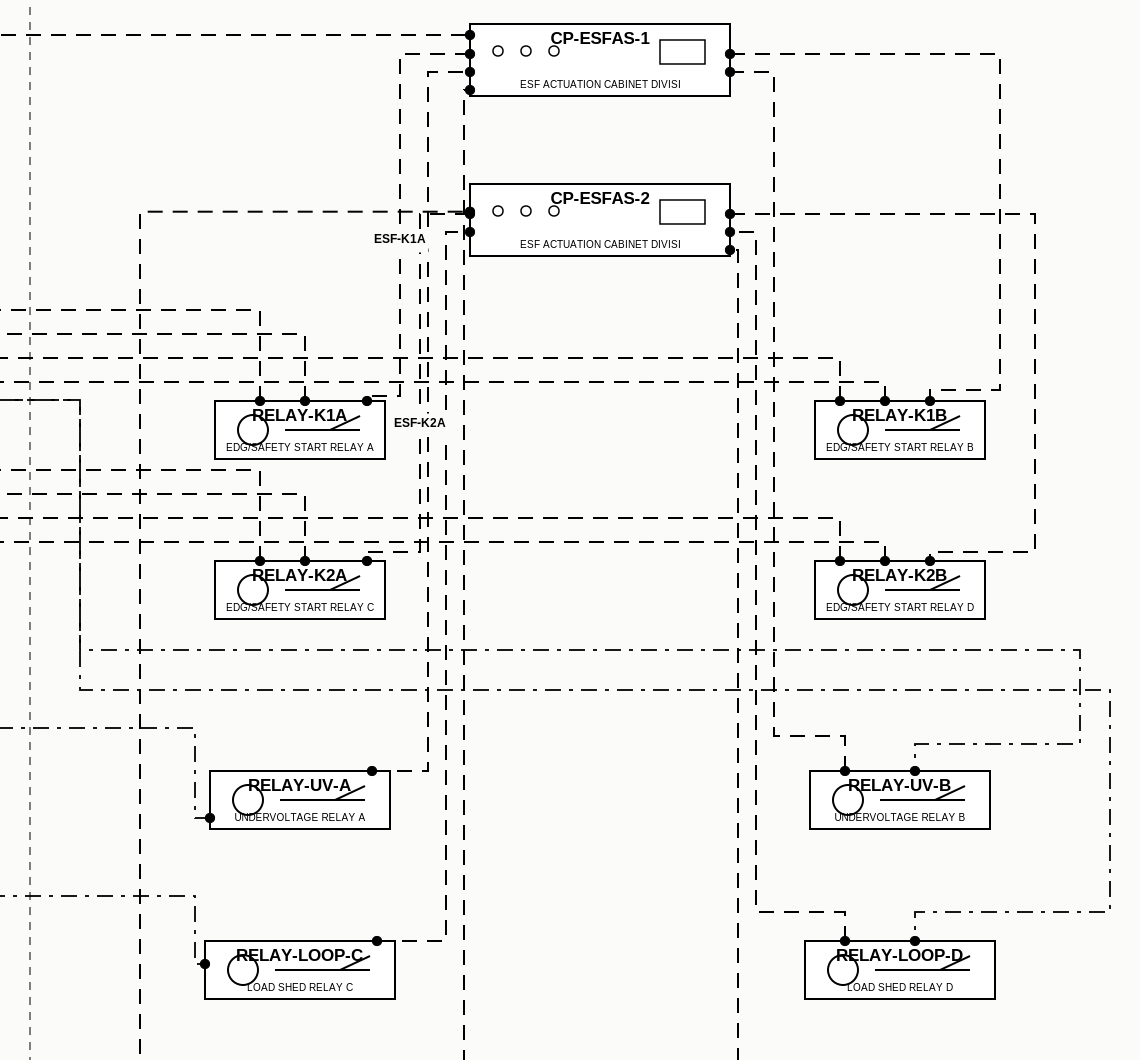 CP-ESFAS-1
ESF ACTUATION CABINET DIVISI
CP-ESFAS-2
ESF-K1A
ESF ACTUATION CABINET DIVISI
RELAY-K1A
EDG/SAFETY START RELAY A
RELAY-K1B
EDG/SAFETY START RELAY B
ESF-K2A
RELAY-K2A
EDG/SAFETY START RELAY C
RELAY-K2B
EDG/SAFETY START RELAY D
RELAY-UV-A
UNDERVOLTAGE RELAY A
RELAY-UV-B
UNDERVOLTAGE RELAY B
RELAY-LOOP-C
LOAD SHED RELAY C
RELAY-LOOP-D
LOAD SHED RELAY D